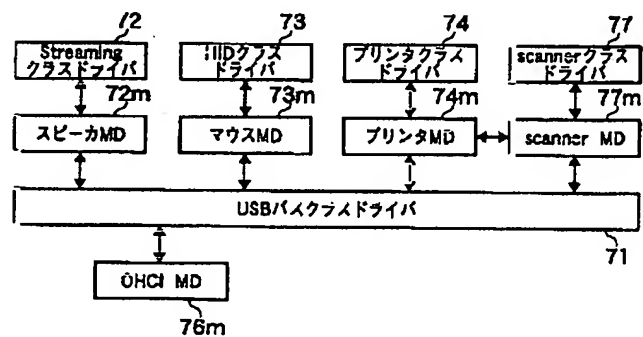 72
73
74
77
Streaming
クラスドライバ
HIDクラス
ドライバ
プリンタクラス
ドライバ
scannerクラス
ドライバ
72m
73m
74m
77m
スピーカMD
マウスMD
プリンタMD
scanner MD
USBバスクラスドライバ
71
OHCI MD
76m